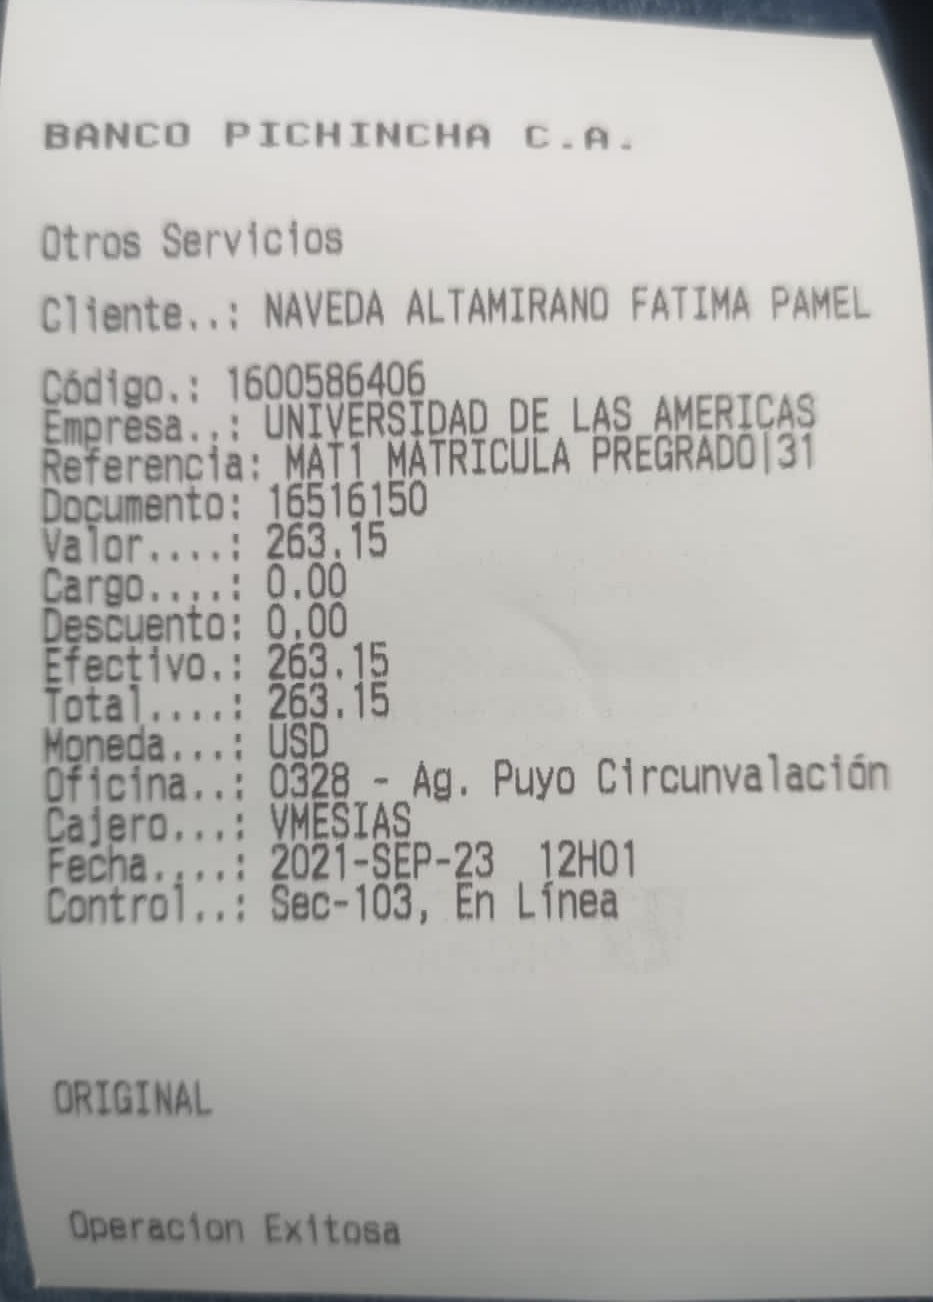 BANCO PICHINCHA C.A.
Otros Servicios
Cliente..: NAVEDA ALTAMIRANO FATIMA PAMEL
Código.: 1600586406
Empresa..: UNIVERSIDAD DE LAS AMERICAS
Referencia: MAT1 MATRICULA PREGRADO|31
Documento: 16516150
Valor....: 263.15
Cargo....: 0.00
Descuento: 0.00
Efectivo.: 263.15
Total....: 263.15
Moneda...: USD
Oficina..: 0328 - Ag. Puyo Circunvalación
Cajero...: VMESIAS
Fecha....: 2021-SEP-23 12H01
Control..: Sec-103, En Línea
ORIGINAL
Operacion Exitosa